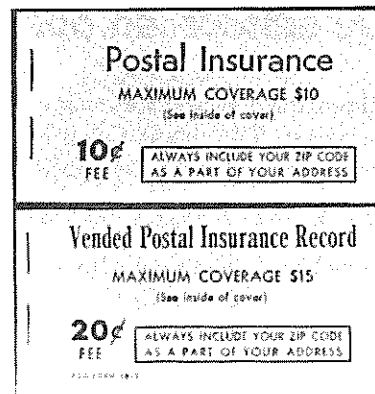 Postal Insurance
MAXIMUM COVERAGE $10
(See inside of cover)
10¢
FEE
ALWAYS INCLUDE YOUR ZIP CODE
AS A PART OF YOUR ADDRESS
Vended Postal Insurance Record
MAXIMUM COVERAGE $15
(See inside of cover)
20¢
FEE
ALWAYS INCLUDE YOUR ZIP CODE
AS A PART OF YOUR ADDRESS